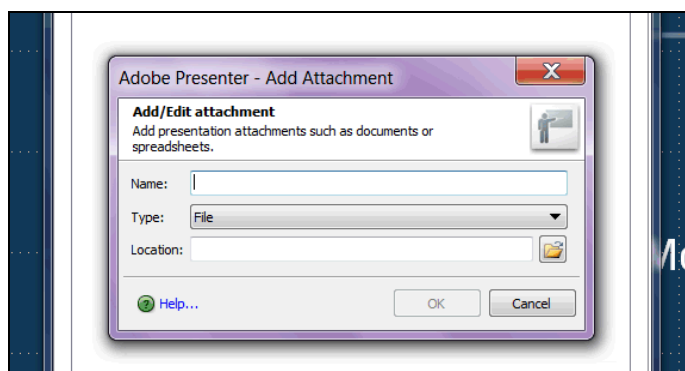 Adobe Presenter - Add Attachment
Add/Edit attachment
Add presentation attachments such as documents or
spreadsheets.
Name:
Type: File
Location:
Help... OK Cancel